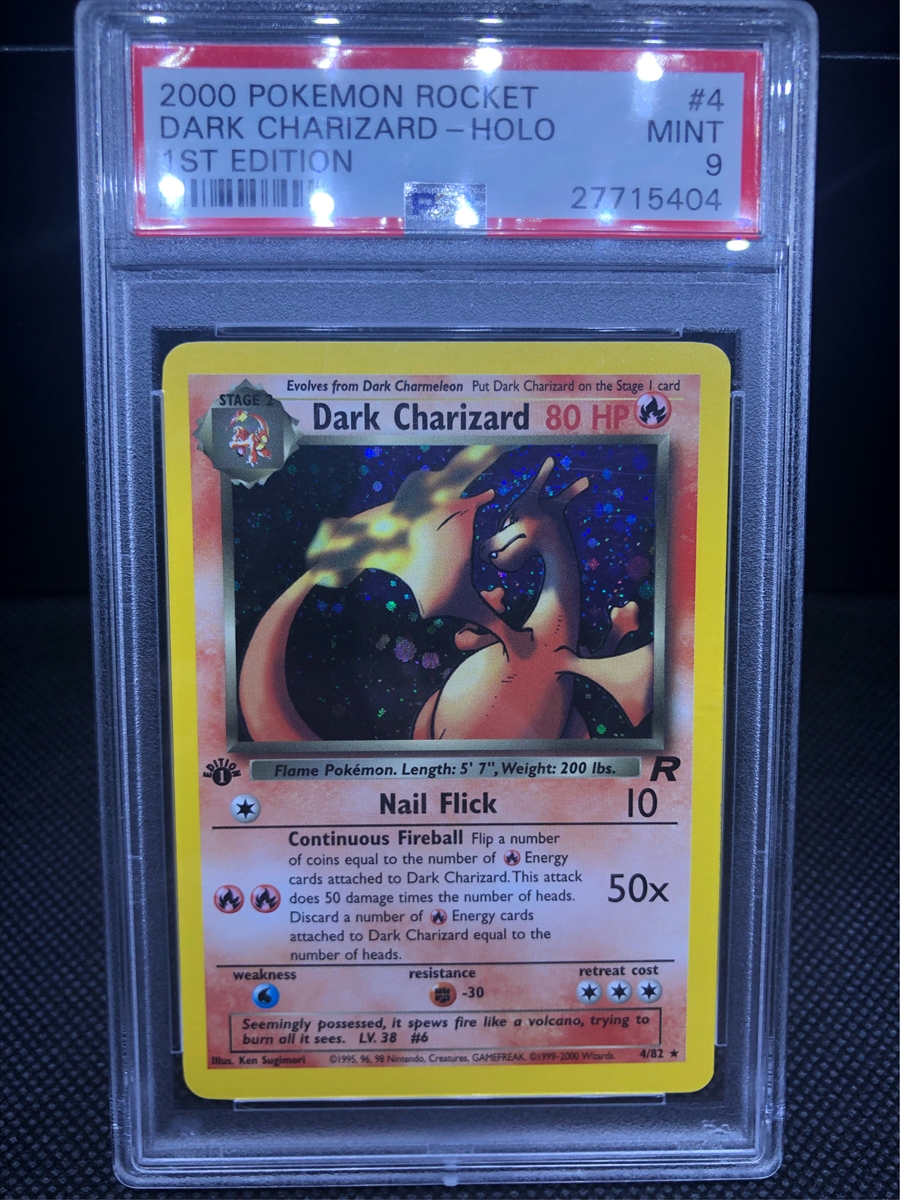 2000 POKEMON ROCKET #4
DARK CHARIZARD – HOLO MINT
1ST EDITION 9
27715404
Evolves from Dark Charmeleon Put Dark Charizard on the Stage 1 card
STAGE 2
Dark Charizard 80 HP
EDITION
1
Flame Pokémon. Length: 5' 7", Weight: 200 lbs. R
Nail Flick 10
Continuous Fireball Flip a number
of coins equal to the number of Energy
cards attached to Dark Charizard. This attack
does 50 damage times the number of heads. 50x
Discard a number of Energy cards
attached to Dark Charizard equal to the
number of heads.
weakness resistance retreat cost
-30
Seemingly possessed, it spews fire like a volcano, trying to
burn all it sees. LV. 38 #6
Illus. Ken Sugimori ©1995, 96, 98 Nintendo, Creatures, GAMEFREAK. ©1999-2000 Wizards. 4/82 ★